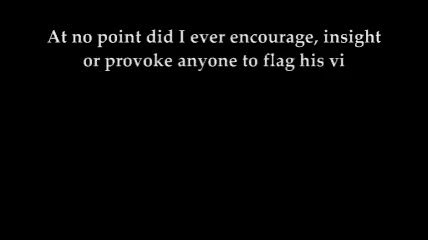 At no point did I ever encourage, insight
or provoke anyone to flag his vi